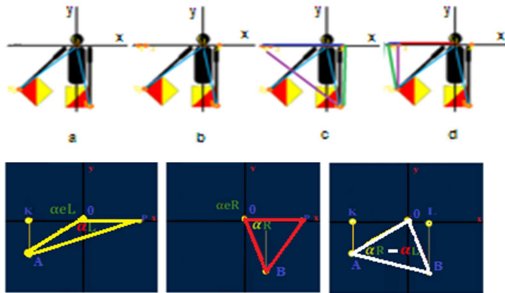 y y y y
x x x x
a b c d
y y y
αeL K 0 αL P x A
αeR 0 P x αR B
K 0 L x A αR – αL B